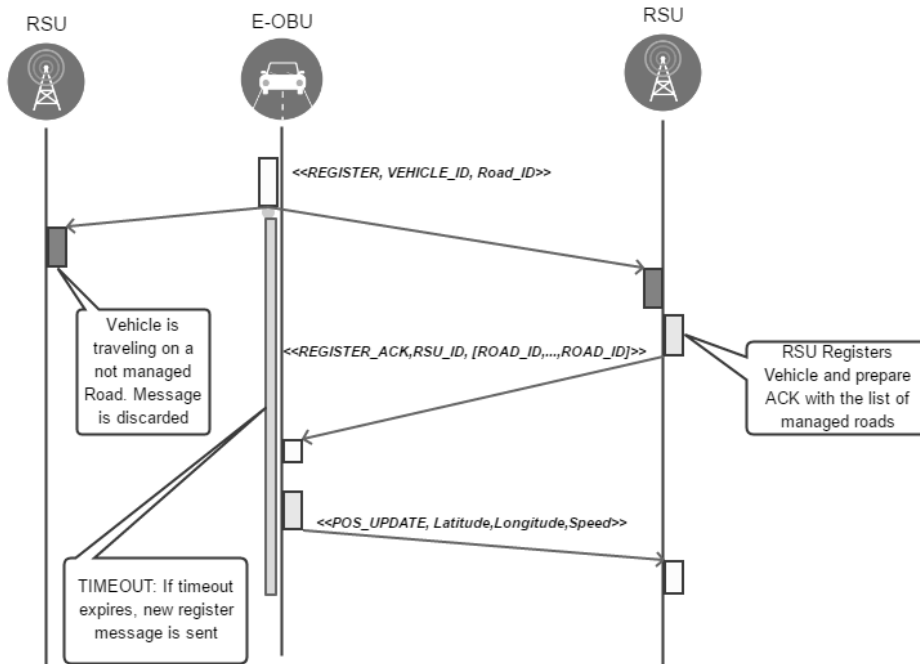 RSU
E-OBU
RSU
<<REGISTER, VEHICLE_ID, Road_ID>>
Vehicle is
traveling on a
not managed
Road. Message
is discarded
<<REGISTER_ACK,RSU_ID, [ROAD_ID,...,ROAD_ID]>>
RSU Registers
Vehicle and prepare
ACK with the list of
managed roads
<<POS_UPDATE, Latitude,Longitude,Speed>>
TIMEOUT: If timeout
expires, new register
message is sent